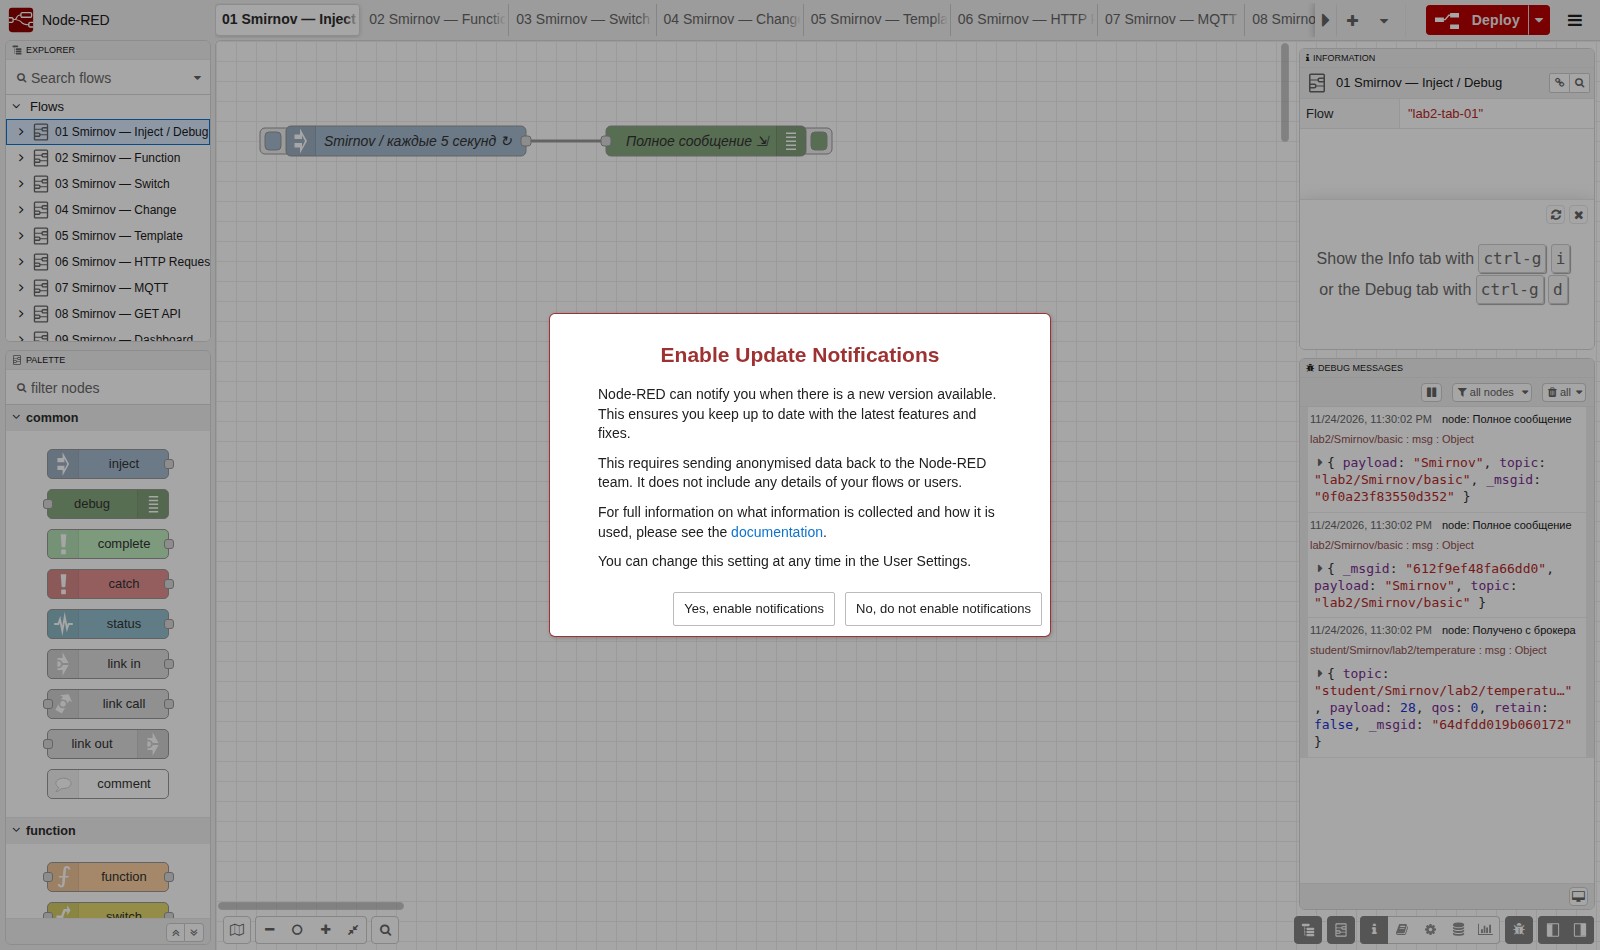 Node-RED
01 Smirnov — Inject
02 Smirnov — Functi
03 Smirnov — Switch
04 Smirnov — Chang
05 Smirnov — Templa
06 Smirnov — HTTP
07 Smirnov — MQTT
08 Smirno
Deploy
EXPLORER
Search flows
Flows
01 Smirnov — Inject / Debug
02 Smirnov — Function
03 Smirnov — Switch
04 Smirnov — Change
05 Smirnov — Template
06 Smirnov — HTTP Reques
07 Smirnov — MQTT
08 Smirnov — GET API
09 Smirnov — Dashboard
PALETTE
filter nodes
common
inject
debug
complete
catch
status
link in
link call
link out
comment
function
function
switch
Smirnov / каждые 5 секунд ↻
Полное сообщение ⇲
Enable Update Notifications
Node-RED can notify you when there is a new version available.
This ensures you keep up to date with the latest features and
fixes.
This requires sending anonymised data back to the Node-RED
team. It does not include any details of your flows or users.
For full information on what information is collected and how it is
used, please see the documentation.
You can change this setting at any time in the User Settings.
Yes, enable notifications
No, do not enable notifications
INFORMATION
01 Smirnov — Inject / Debug
Flow
"lab2-tab-01"
Show the Info tab with ctrl-g i
or the Debug tab with ctrl-g d
DEBUG MESSAGES
all nodes
all
11/24/2026, 11:30:02 PM node: Полное сообщение
lab2/Smirnov/basic : msg : Object
{ payload: "Smirnov", topic:
"lab2/Smirnov/basic", _msgid:
"0f0a23f83550d352" }
11/24/2026, 11:30:02 PM node: Полное сообщение
lab2/Smirnov/basic : msg : Object
{ _msgid: "612f9ef48fa66dd0",
payload: "Smirnov", topic:
"lab2/Smirnov/basic" }
11/24/2026, 11:30:02 PM node: Получено с брокера
student/Smirnov/lab2/temperature : msg : Object
{ topic:
"student/Smirnov/lab2/temperatu…"
, payload: 28, qos: 0, retain:
false, _msgid: "64dfdd019b060172"
}